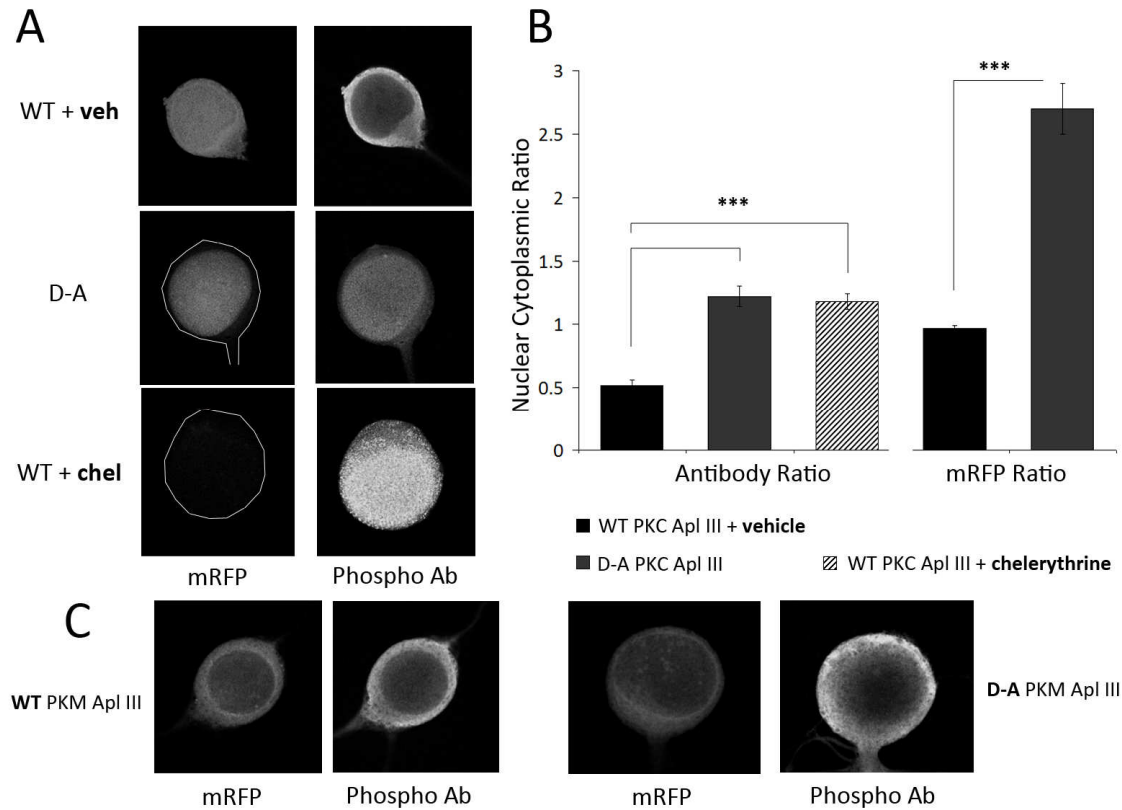 A
WT + veh
D-A
WT + chel
mRFP
Phospho Ab
B
Nuclear Cytoplasmic Ratio
3
2.5
2
1.5
1
0.5
0
***
***
Antibody Ratio
mRFP Ratio
WT PKC Apl III + vehicle
D-A PKC Apl III
WT PKC Apl III + chelerythrine
C
WT PKM Apl III
mRFP
Phospho Ab
mRFP
Phospho Ab
D-A PKM Apl III